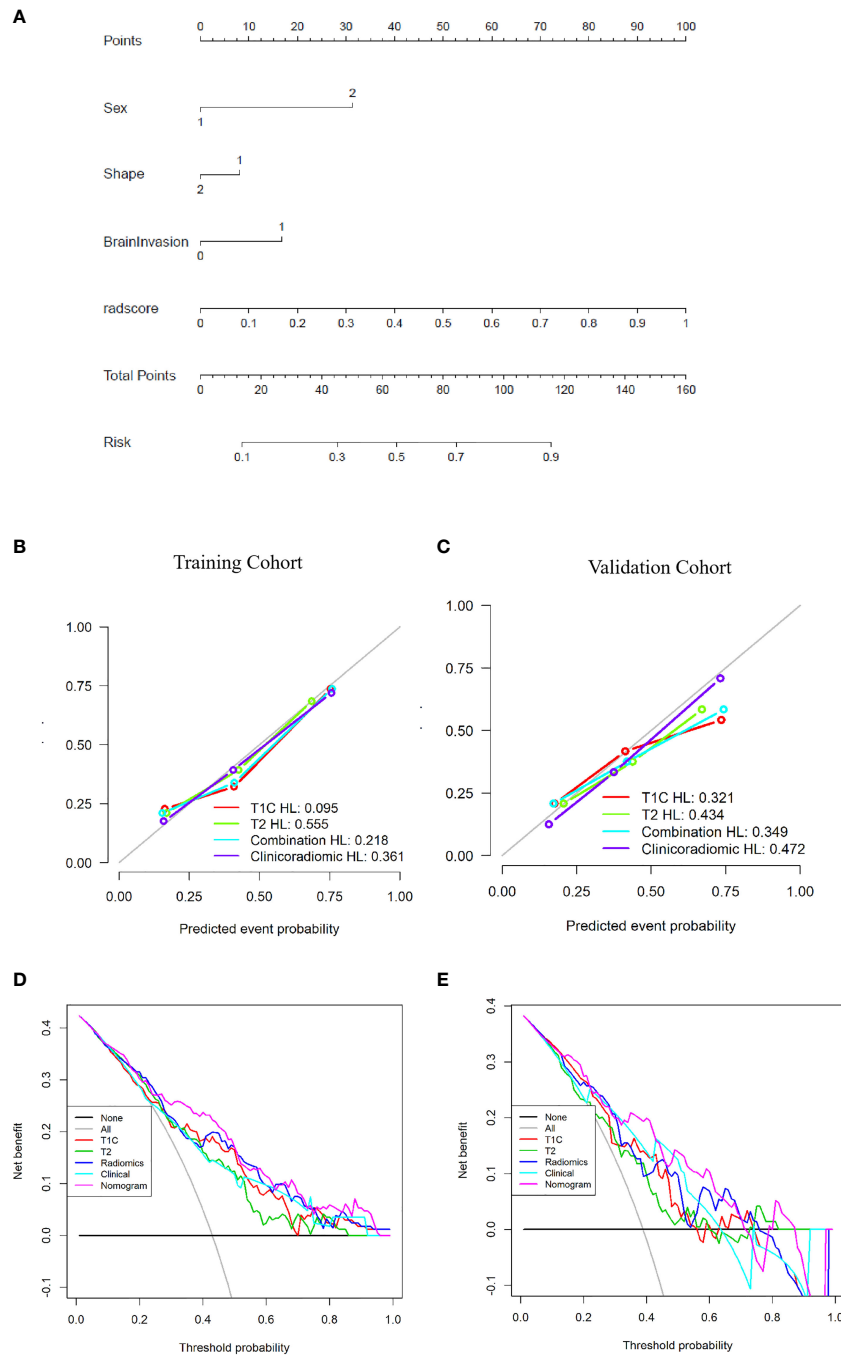 A
Points
0 20 40 60 80 100
Sex
2
1
Shape
1
2
BrainInvasion
1
0
radscore
0 0.1 0.2 0.3 0.4 0.5 0.6 0.7 0.8 0.9 1
Total Points
0 20 40 60 80 100 120 140 160
Risk
0.1 0.3 0.5 0.7 0.9
B
Training Cohort
1.00
0.75
0.50
0.25
0.00
T1C HL: 0.095
T2 HL: 0.555
Combination HL: 0.218
Clinicoradiomic HL: 0.361
0.00 0.25 0.50 0.75 1.00
Predicted event probability
C
Validation Cohort
1.00
0.75
0.50
0.25
0.00
T1C HL: 0.321
T2 HL: 0.434
Combination HL: 0.349
Clinicoradiomic HL: 0.472
0.00 0.25 0.50 0.75 1.00
Predicted event probability
D
Net benefit
0.4
0.3
0.2
0.1
0.0
-0.1
None
All
T1C
T2
Radiomics
Clinical
Nomogram
0.0 0.2 0.4 0.6 0.8 1.0
Threshold probability
E
Net benefit
0.4
0.3
0.2
0.1
0.0
-0.1
None
All
T1C
T2
Radiomics
Clinical
Nomogram
0.0 0.2 0.4 0.6 0.8 1.0
Threshold probability